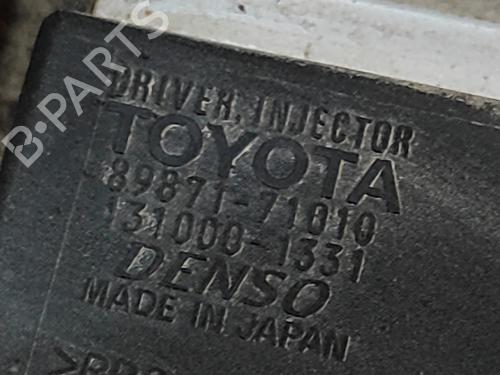 DRIVER, INJECTOR
TOYOTA
89871-71010
131000-1331
DENSO
MADE IN JAPAN
B-PARTS